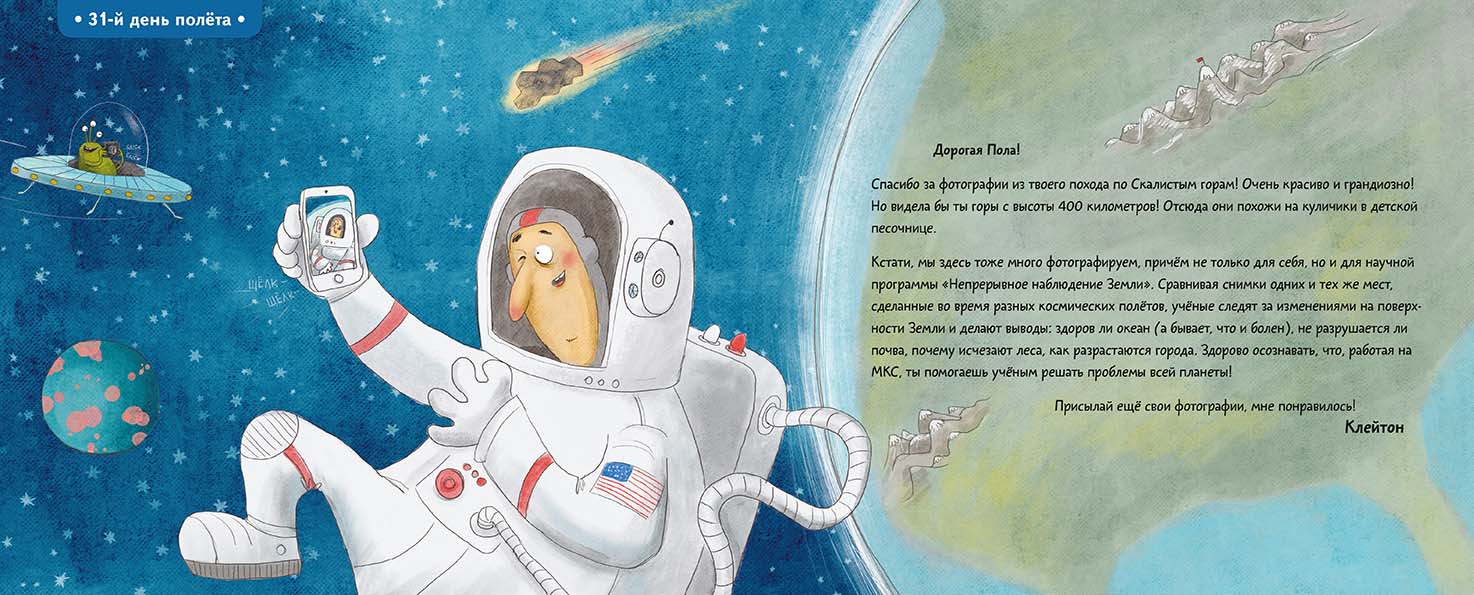 • 31-й день полёта •
ЩЁЛК-
ЩЁЛК-
Дорогая Пола!
Спасибо за фотографии из твоего похода по Скалистым горам! Очень красиво и грандиозно!
Но видела бы ты горы с высоты 400 километров! Отсюда они похожи на куличики в детской
песочнице.
Кстати, мы здесь тоже много фотографируем, причём не только для себя, но и для научной
программы «Непрерывное наблюдение Земли». Сравнивая снимки одних и тех же мест,
сделанные во время разных космических полётов, учёные следят за изменениями на поверх-
ности Земли и делают выводы: здоров ли океан (а бывает, что и болен), не разрушается ли
почва, почему исчезают леса, как разрастаются города. Здорово осознавать, что, работая на
МКС, ты помогаешь учёным решать проблемы всей планеты!
Присылай ещё свои фотографии, мне понравилось!
Клейтон